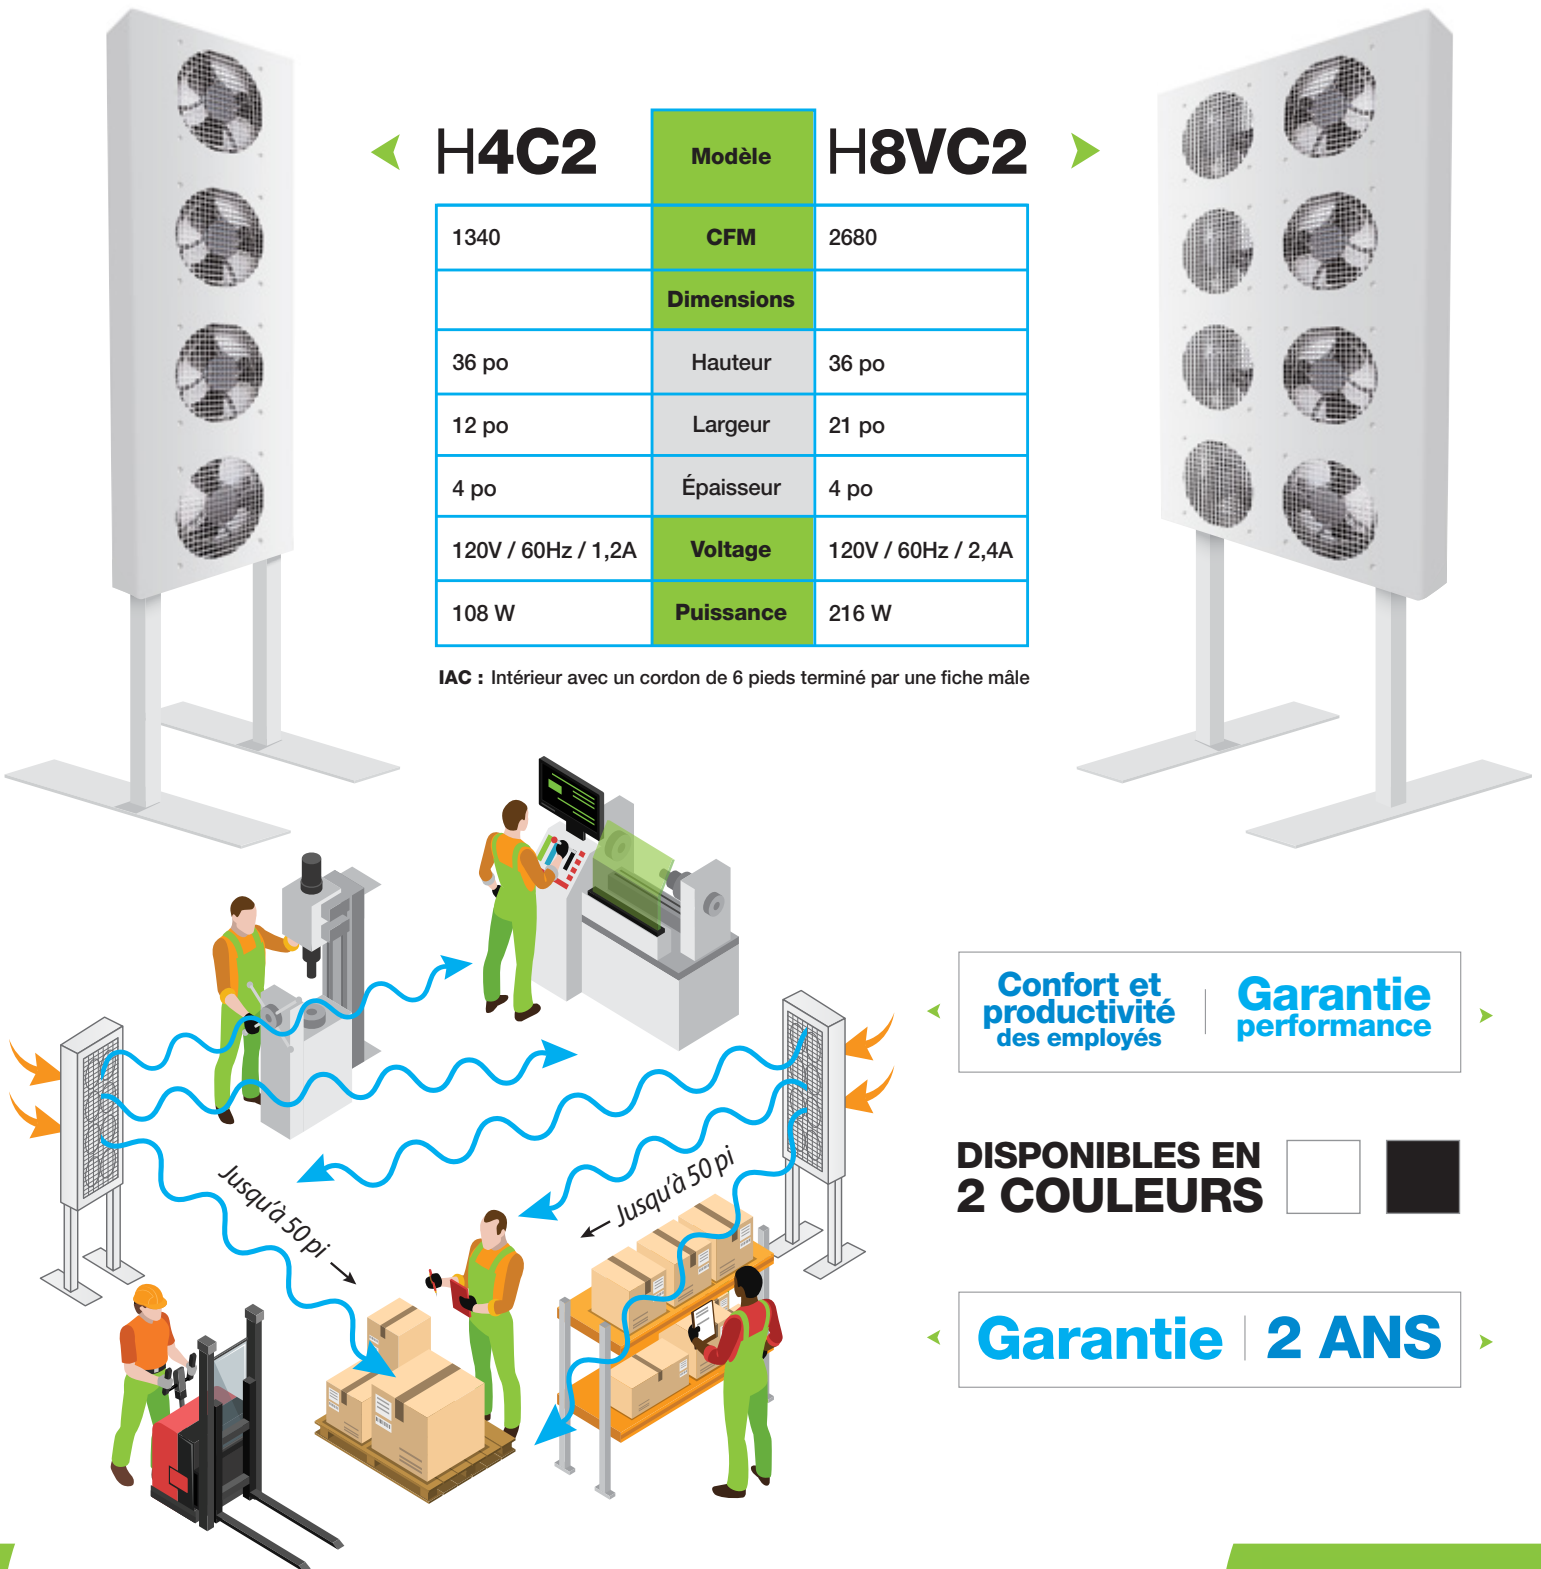 H4C2 Modèle H8VC2
1340 CFM 2680
Dimensions
36 po Hauteur 36 po
12 po Largeur 21 po
4 po Épaisseur 4 po
120V / 60Hz / 1,2A Voltage 120V / 60Hz / 2,4A
108 W Puissance 216 W
IAC : Intérieur avec un cordon de 6 pieds terminé par une fiche mâle
Confort et
productivité
des employés
Garantie
performance
Jusqu'à 50 pi
Jusqu'à 50 pi
DISPONIBLES EN
2 COULEURS
Garantie 2 ANS